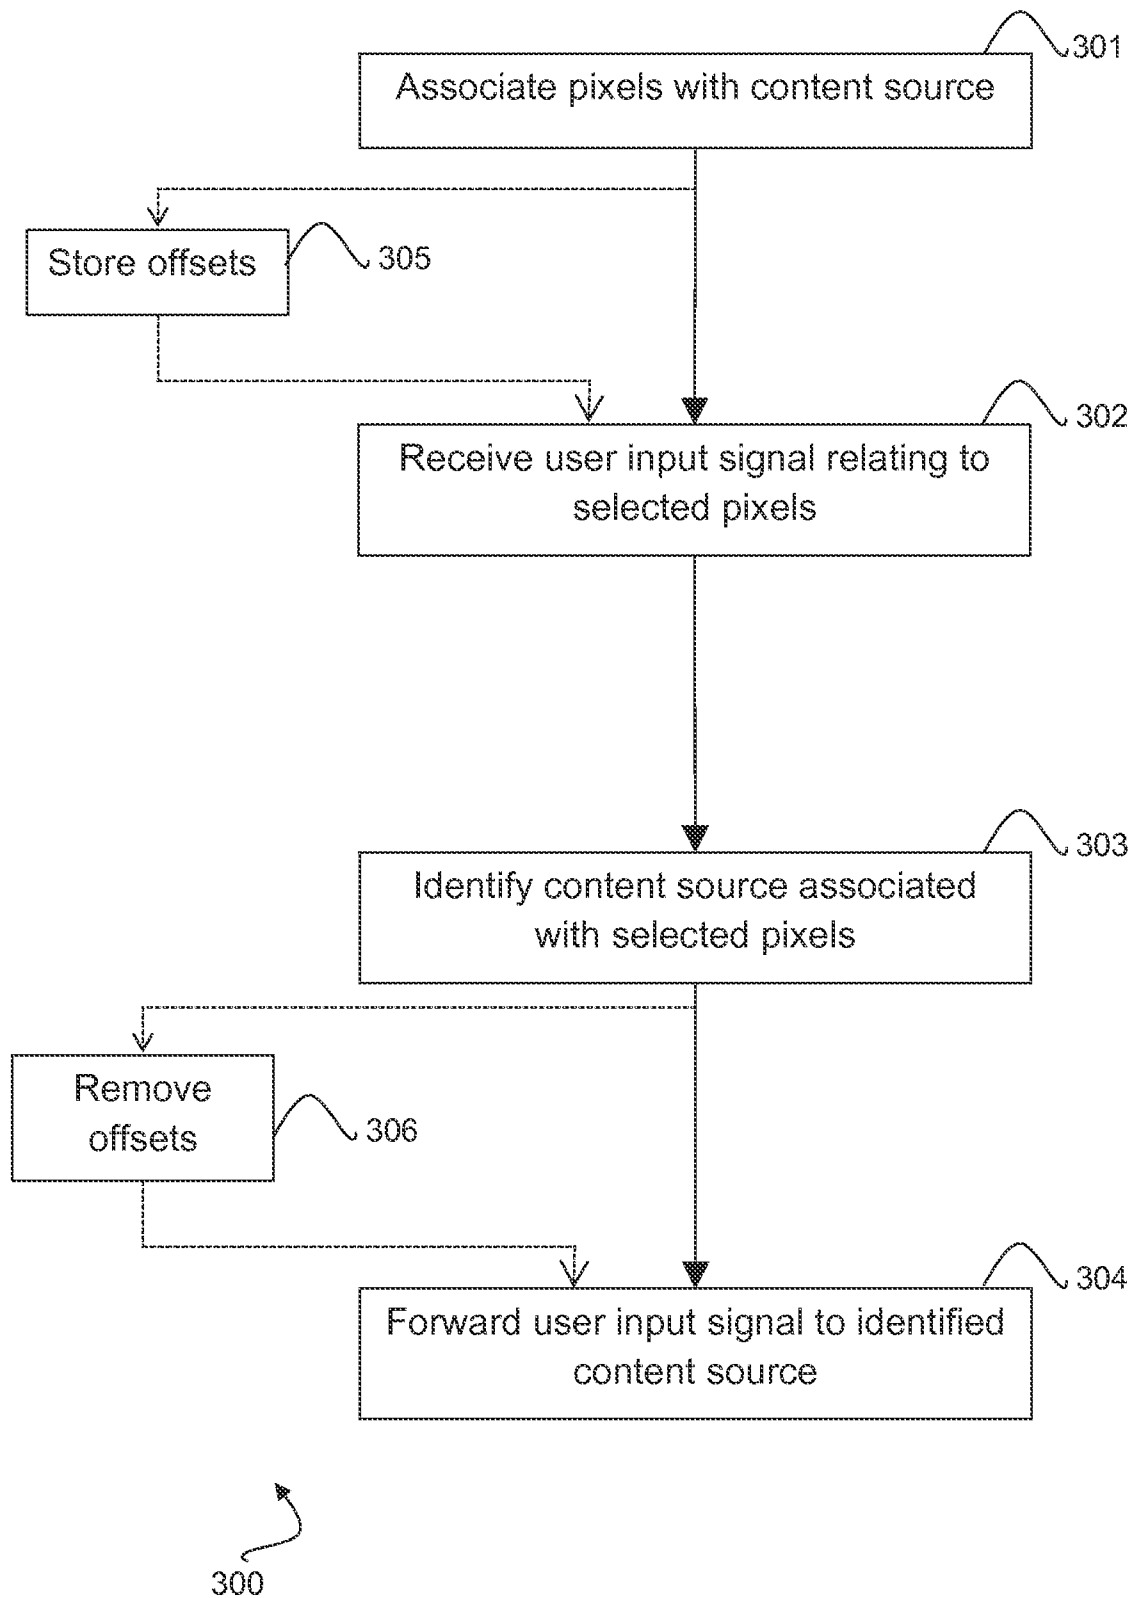 301
Associate pixels with content source
Store offsets
305
302
Receive user input signal relating to
selected pixels
303
Identify content source associated
with selected pixels
Remove
offsets
306
304
Forward user input signal to identified
content source
300